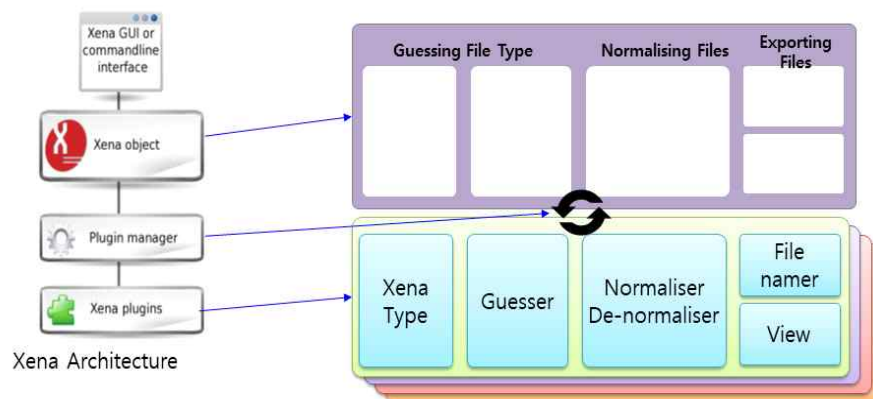 Xena GUI or
commandline
interface
Xena object
Plugin manager
Xena plugins
Xena Architecture
Guessing File Type
Normalising Files
Exporting
Files
Xena
Type
Guesser
Normaliser
De-normaliser
File
namer
View